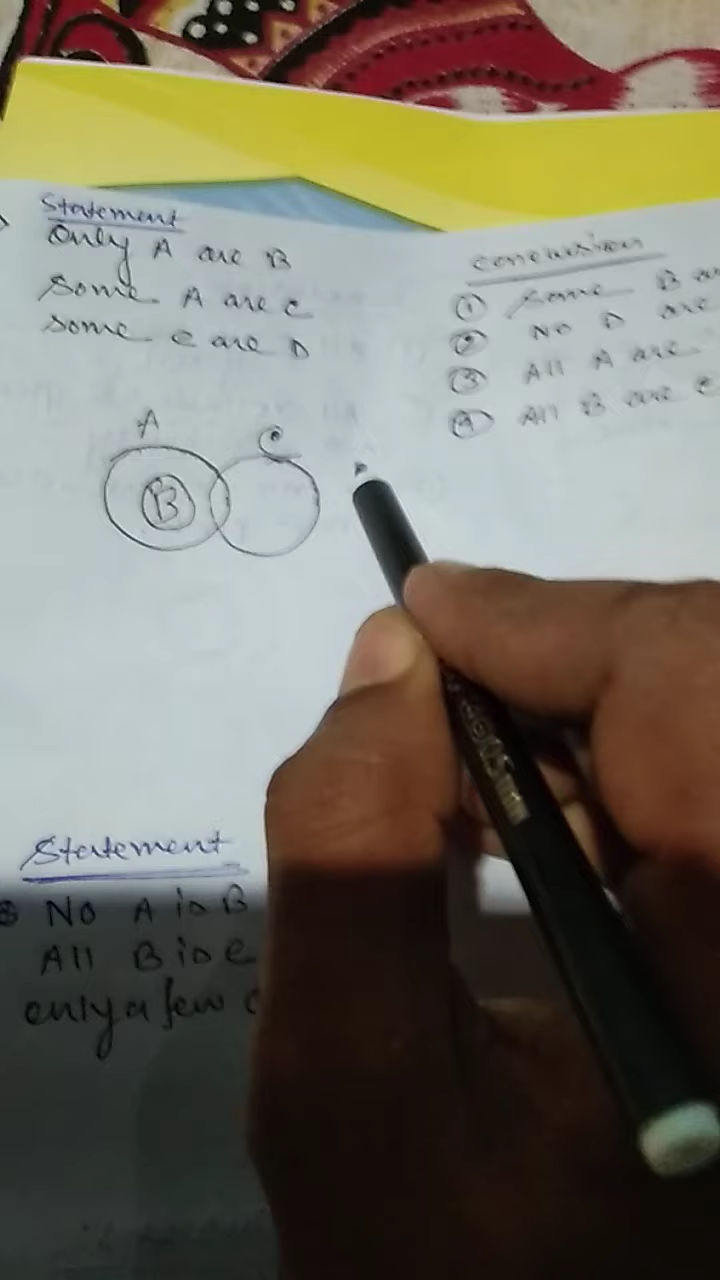 Statement
Only A are B
Some A are C
Some C are D
conclusion
① Some B
② No D are
③ All A are
④ All B are C
A
B
C
Statement
No A is B
All B is C
only a few C